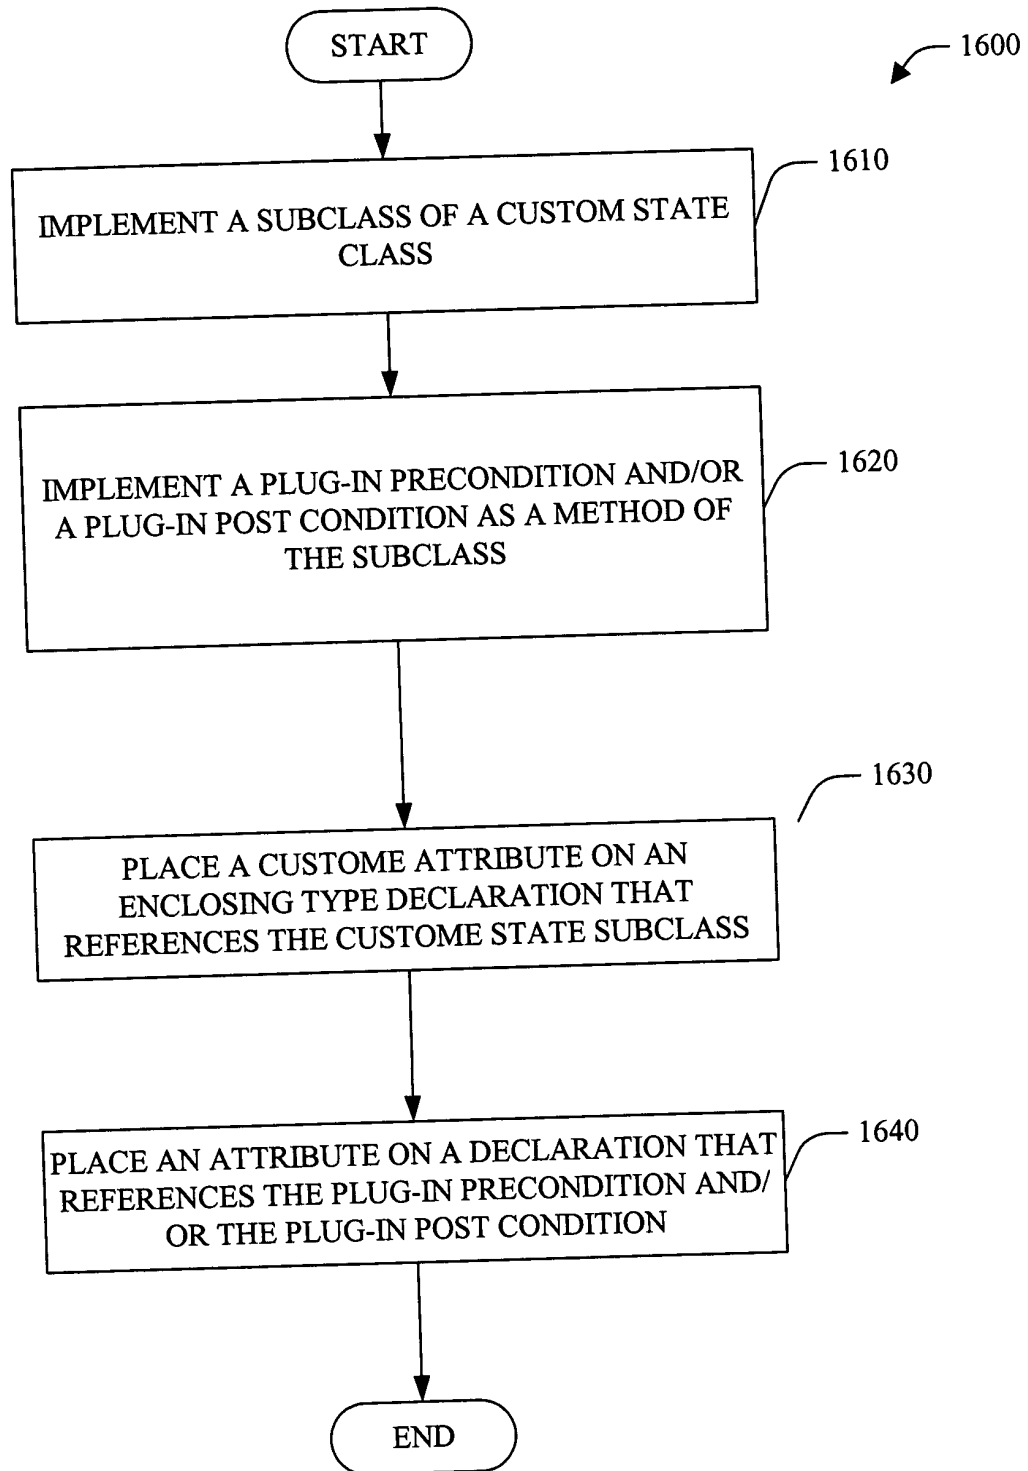 START
1600
1610
IMPLEMENT A SUBCLASS OF A CUSTOM STATE
CLASS
1620
IMPLEMENT A PLUG-IN PRECONDITION AND/OR
A PLUG-IN POST CONDITION AS A METHOD OF
THE SUBCLASS
1630
PLACE A CUSTOME ATTRIBUTE ON AN
ENCLOSING TYPE DECLARATION THAT
REFERENCES THE CUSTOME STATE SUBCLASS
1640
PLACE AN ATTRIBUTE ON A DECLARATION THAT
REFERENCES THE PLUG-IN PRECONDITION AND/
OR THE PLUG-IN POST CONDITION
END